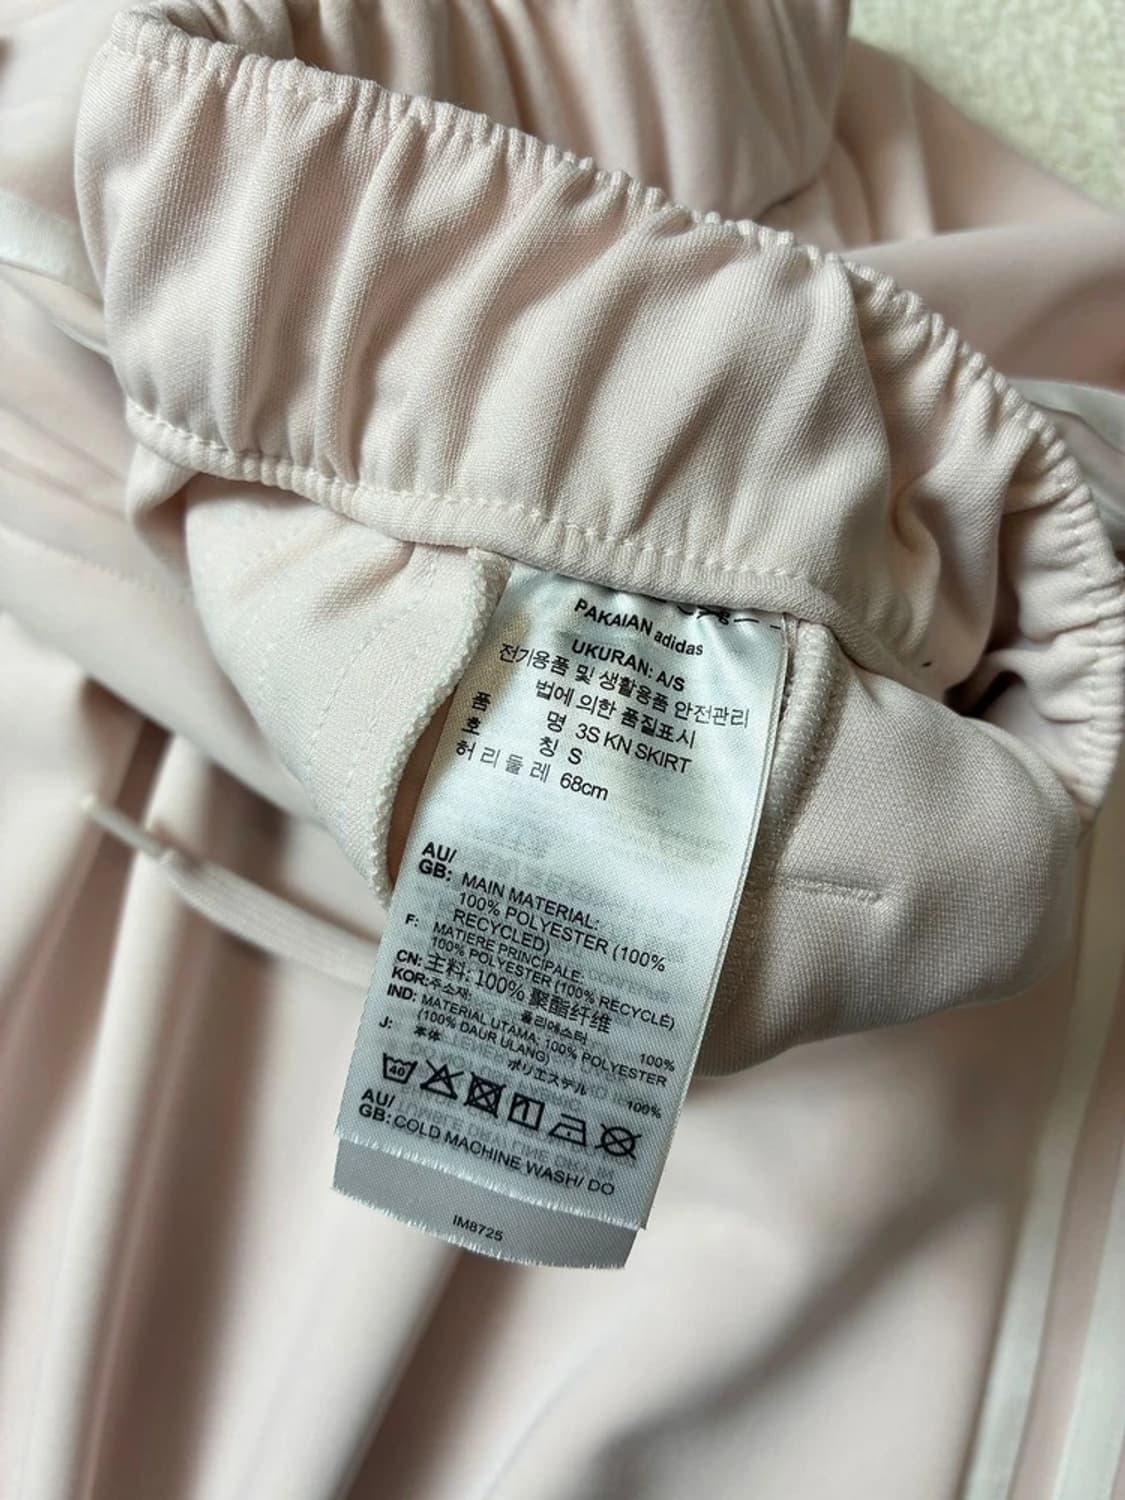 PAKAIAN adidas
UKURAN: A/S
전기용품 및 생활용품 안전관리
법에 의한 품질표시
품 명 3S KN SKIRT
호 칭 S
허리둘레 68cm
AU/
GB: MAIN MATERIAL:
100% POLYESTER (100%
RECYCLED)
F: MATIERE PRINCIPALE:
100% POLYESTER (100% RECYCLÉ)
CN: 主料: 100% 聚酯纤维
KOR: 주소재:
폴리에스터 100%
IND: MATERIAL UTAMA: 100% POLYESTER
(100% DAUR ULANG)
J: 本体
ポリエステル 100%
40
AU/
GB: COLD MACHINE WASH/ DO
IM8725